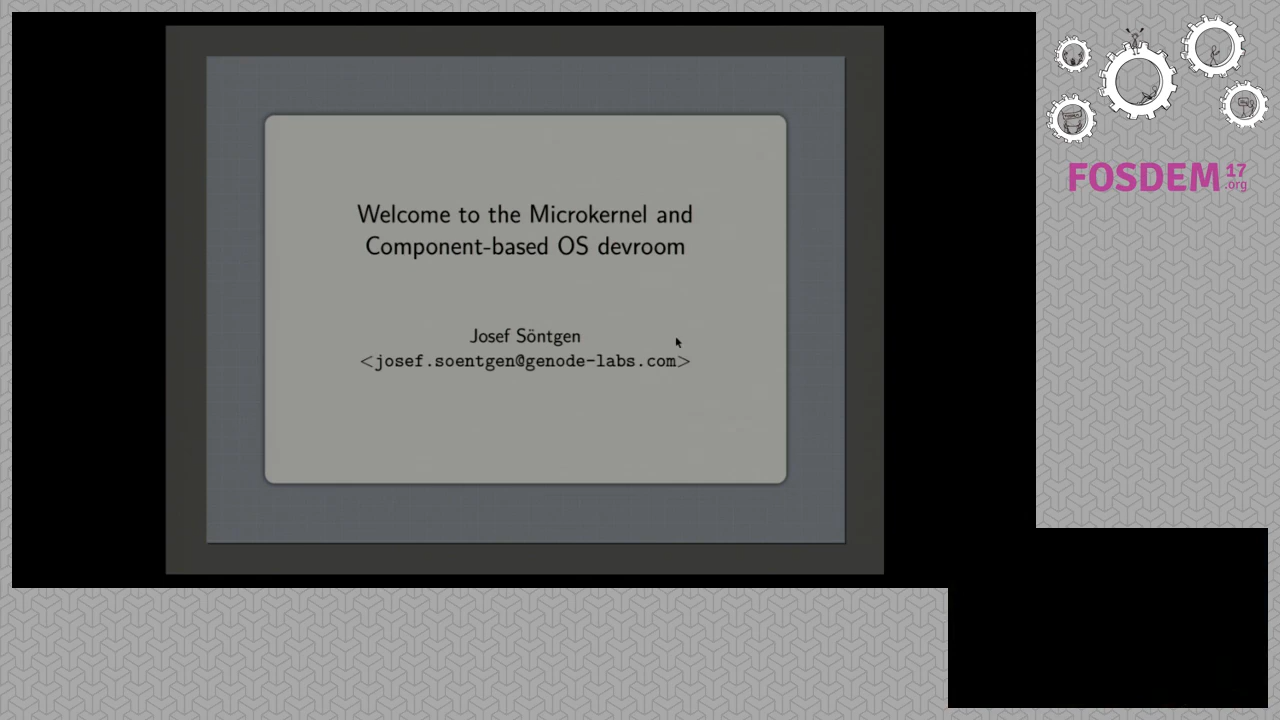 Welcome to the Microkernel and
Component-based OS devroom
Josef Söntgen
<josef.soentgen@genode-labs.com>
FOSDEM 17
.org